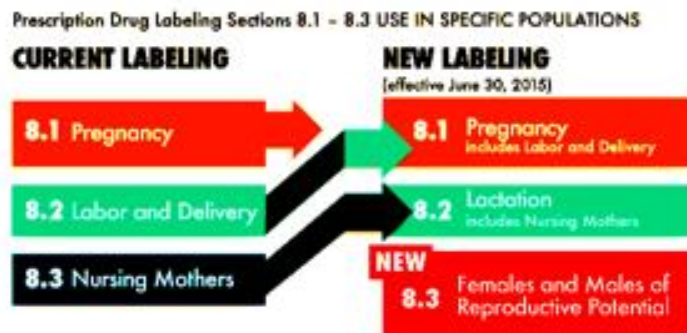 Prescription Drug Labeling Sections 8.1 – 8.3 USE IN SPECIFIC POPULATIONS
CURRENT LABELING
8.1 Pregnancy
8.2 Labor and Delivery
8.3 Nursing Mothers
NEW LABELING
(effective June 30, 2015)
8.1 Pregnancy
includes Labor and Delivery
8.2 Lactation
includes Nursing Mothers
NEW
8.3 Females and Males of
Reproductive Potential